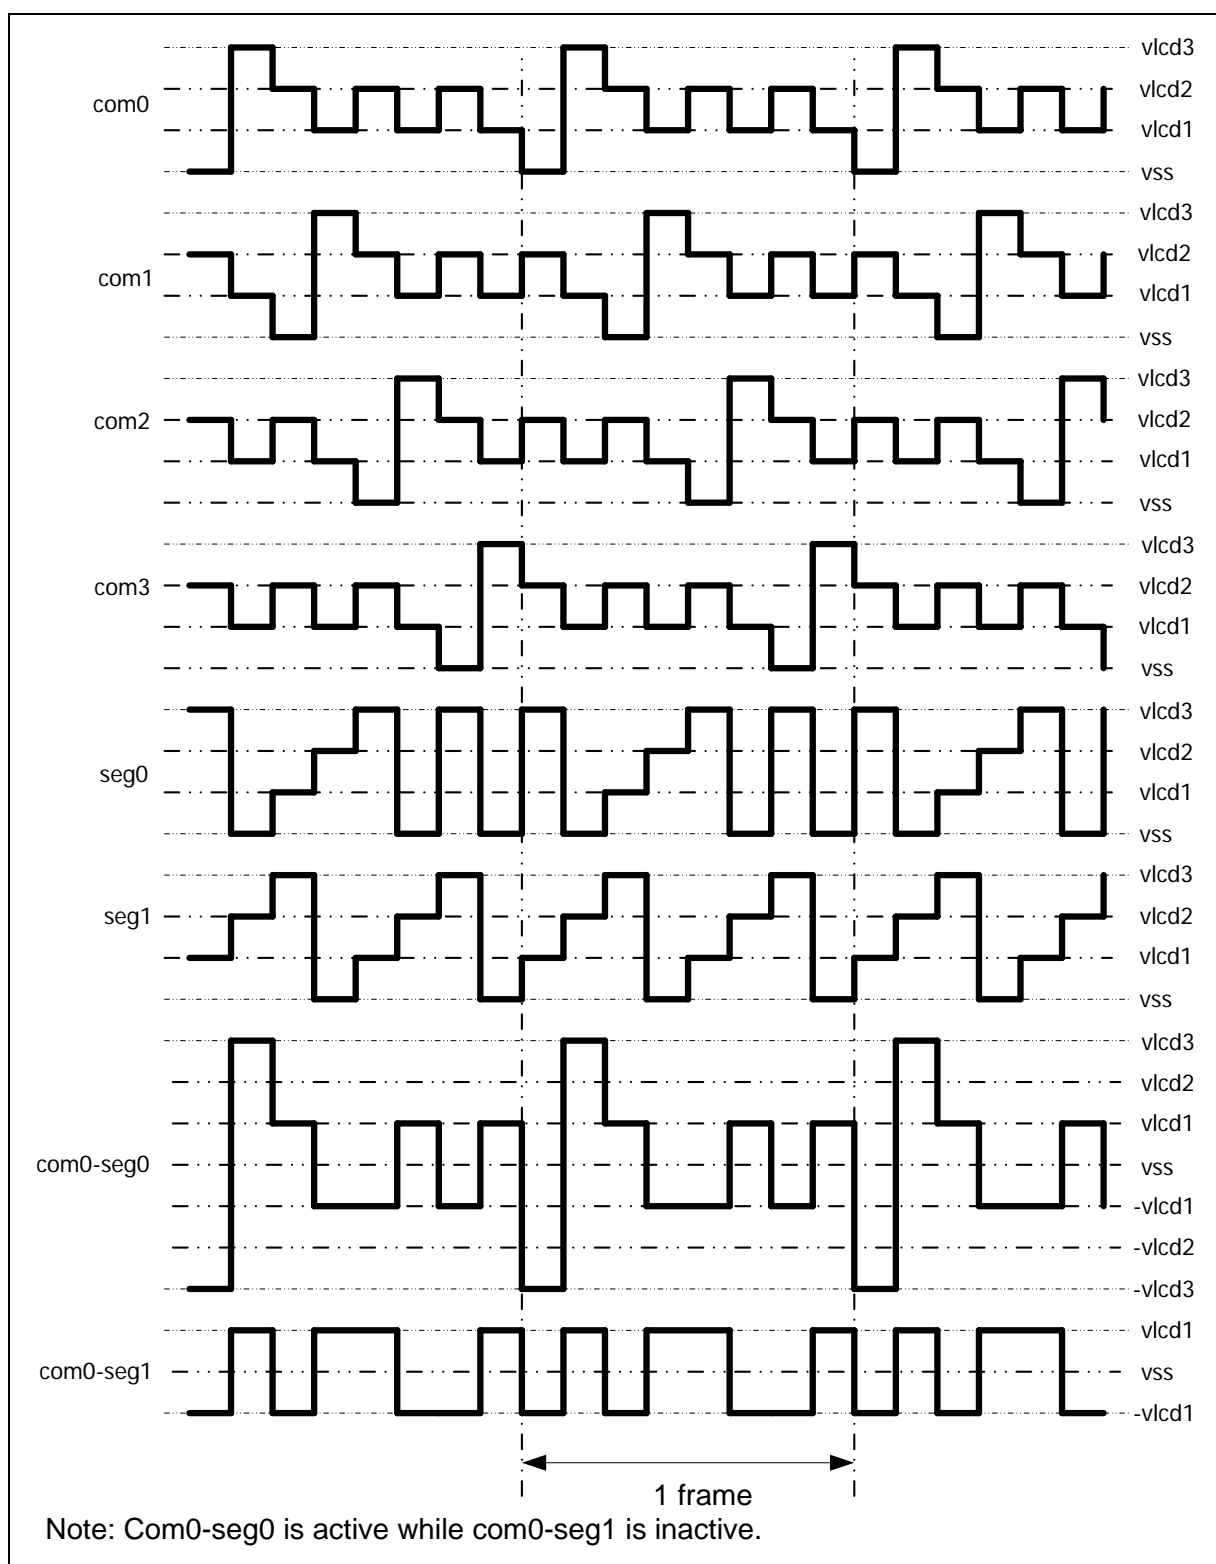 vlcd3
com0
vlcd2
vlcd1
vss
vlcd3
com1
vlcd2
vlcd1
vss
vlcd3
com2
vlcd2
vlcd1
vss
vlcd3
com3
vlcd2
vlcd1
vss
vlcd3
vlcd2
seg0
vlcd1
vss
vlcd3
seg1
vlcd2
vlcd1
vss
vlcd3
vlcd2
vlcd1
com0-seg0
vss
-vlcd1
-vlcd2
-vlcd3
vlcd1
com0-seg1
vss
-vlcd1
1 frame
Note: Com0-seg0 is active while com0-seg1 is inactive.